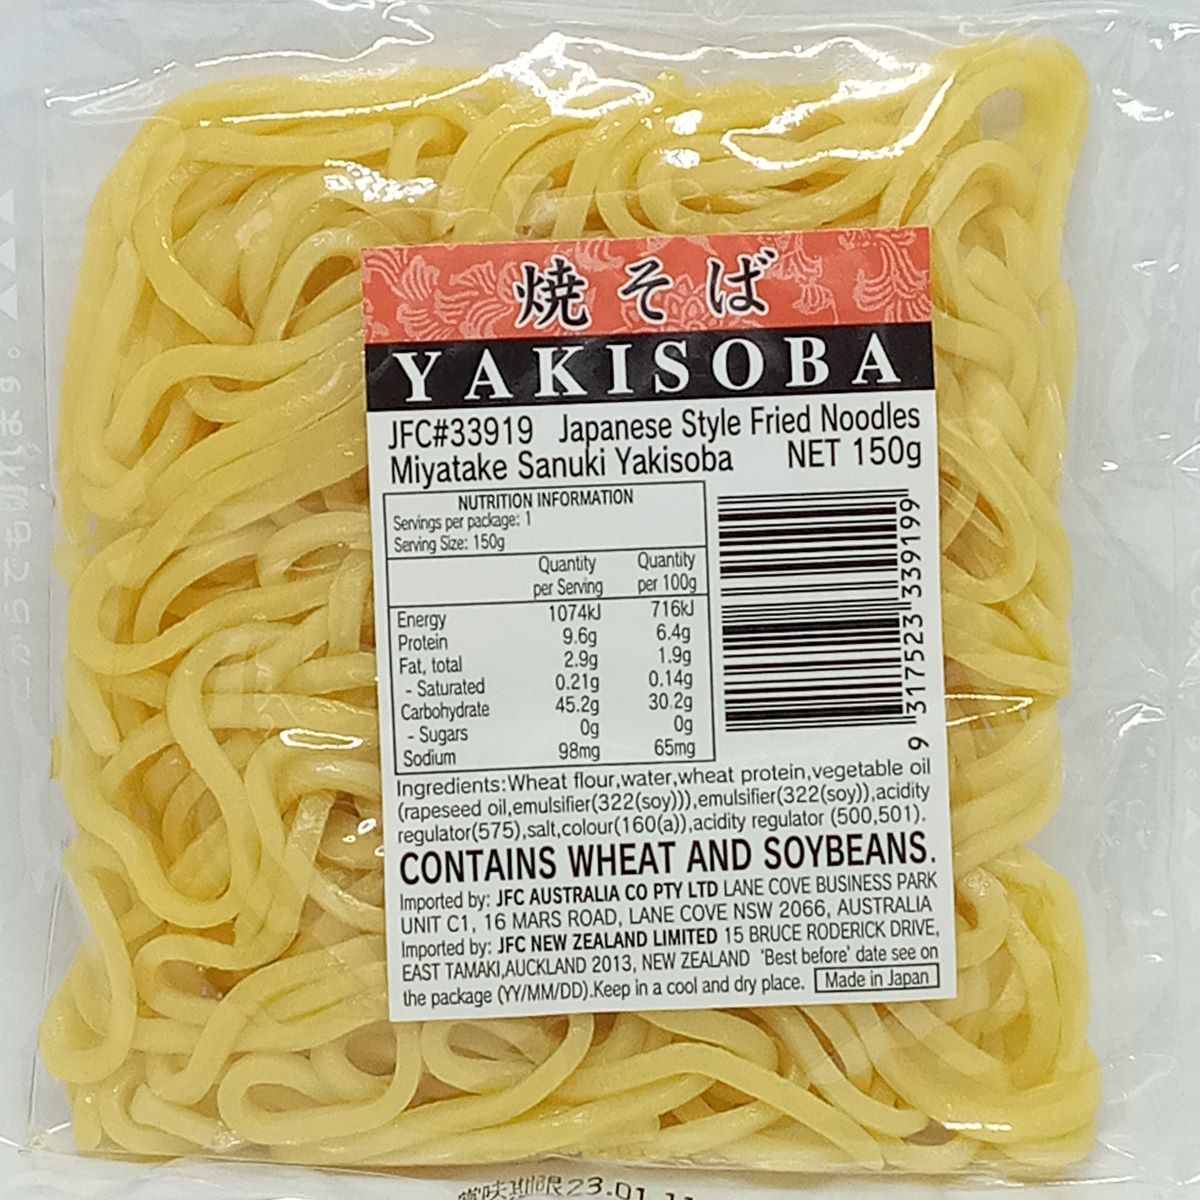 焼そば
YAKISOBA
JFC#33919 Japanese Style Fried Noodles
Miyatake Sanuki Yakisoba NET 150g
NUTRITION INFORMATION
Servings per package: 1
Serving Size: 150g
Quantity per Serving Quantity per 100g
Energy 1074kJ 716kJ
Protein 9.6g 6.4g
Fat, total 2.9g 1.9g
- Saturated 0.21g 0.14g
Carbohydrate 45.2g 30.2g
- Sugars 0g 0g
Sodium 98mg 65mg
9 317523 339199 6
Ingredients:Wheat flour,water,wheat protein,vegetable oil
(rapeseed oil,emulsifier(322(soy))),emulsifier(322(soy)),acidity
regulator(575),salt,colour(160(a)),acidity regulator (500,501).
CONTAINS WHEAT AND SOYBEANS.
Imported by: JFC AUSTRALIA CO PTY LTD LANE COVE BUSINESS PARK
UNIT C1, 16 MARS ROAD, LANE COVE NSW 2066, AUSTRALIA
Imported by: JFC NEW ZEALAND LIMITED 15 BRUCE RODERICK DRIVE,
EAST TAMAKI,AUCKLAND 2013, NEW ZEALAND 'Best before' date see on
the package (YY/MM/DD).Keep in a cool and dry place. Made in Japan
賞味期限23.01